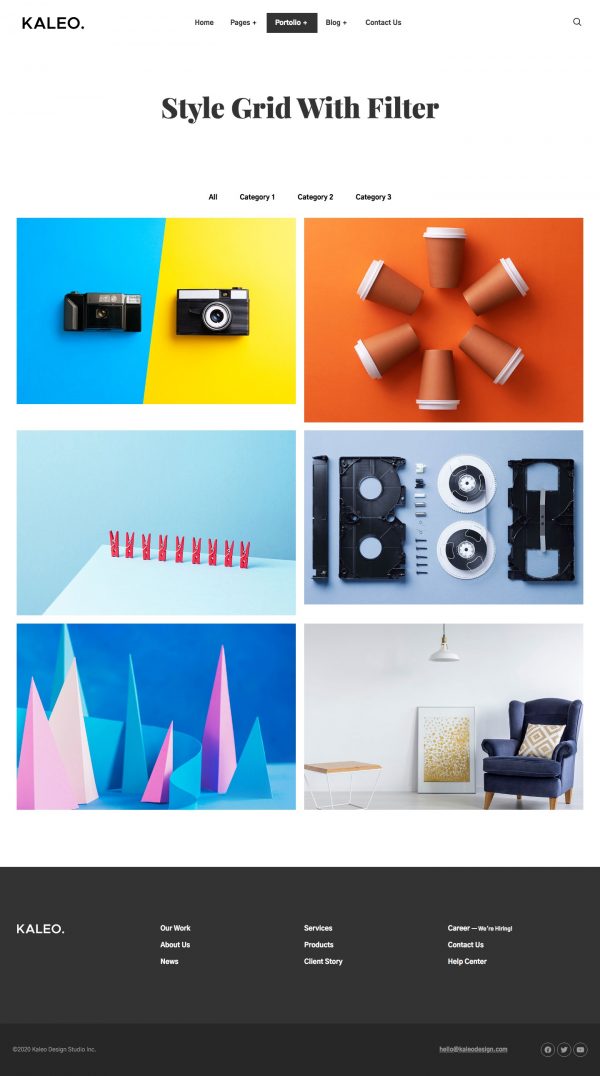 KALEO.
Home Pages + Portolio + Blog + Contact Us
Style Grid With Filter
All Category 1 Category 2 Category 3
KALEO.
Our Work
About Us
News
Services
Products
Client Story
Career — We're Hiring!
Contact Us
Help Center
©2020 Kaleo Design Studio Inc.
hello@kaleodesign.com